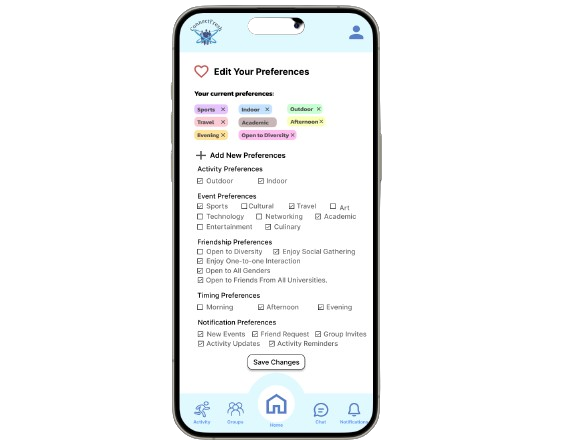 ConnectFresh
Edit Your Preferences
Your current preferences:
Sports × Indoor × Outdoor ×
Travel × Academic Afternoon ×
Evening × Open to Diversity ×
Add New Preferences
Activity Preferences
Outdoor Indoor
Event Preferences
Sports Cultural Travel Art
Technology Networking Academic
Entertainment Culinary
Friendship Preferences
Open to Diversity Enjoy Social Gathering
Enjoy One-to-one Interaction
Open to All Genders
Open to Friends From All Universities.
Timing Preferences
Morning Afternoon Evening
Notification Preferences
New Events Friend Request Group Invites
Activity Updates Activity Reminders
Save Changes
Activity Groups Home Chat Notifications